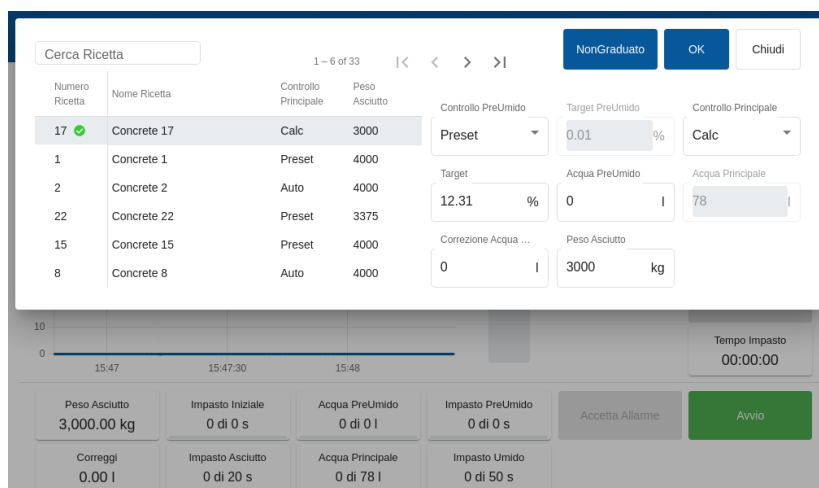 Cerca Ricetta
1 – 6 of 33
NonGraduato
OK
Chiudi
Numero Ricetta
Nome Ricetta
Controllo Principale
Peso Asciutto
17 Concrete 17 Calc 3000
1 Concrete 1 Preset 4000
2 Concrete 2 Auto 4000
22 Concrete 22 Preset 3375
15 Concrete 15 Preset 4000
8 Concrete 8 Auto 4000
Controllo PreUmido
Target PreUmido
Controllo Principale
Preset
0.01 %
Calc
Target
Acqua PreUmido
Acqua Principale
12.31 %
0 l
78 l
Correzione Acqua ...
Peso Asciutto
0 l
3000 kg
10
0
15:47
15:47:30
15:48
Tempo Impasto
00:00:00
Peso Asciutto
Impasto Iniziale
Acqua PreUmido
Impasto PreUmido
3,000.00 kg
0 di 0 s
0 di 0 l
0 di 0 s
Accetta Allarme
Avvio
Correggi
Impasto Asciutto
Acqua Principale
Impasto Umido
0.00 l
0 di 20 s
0 di 78 l
0 di 50 s